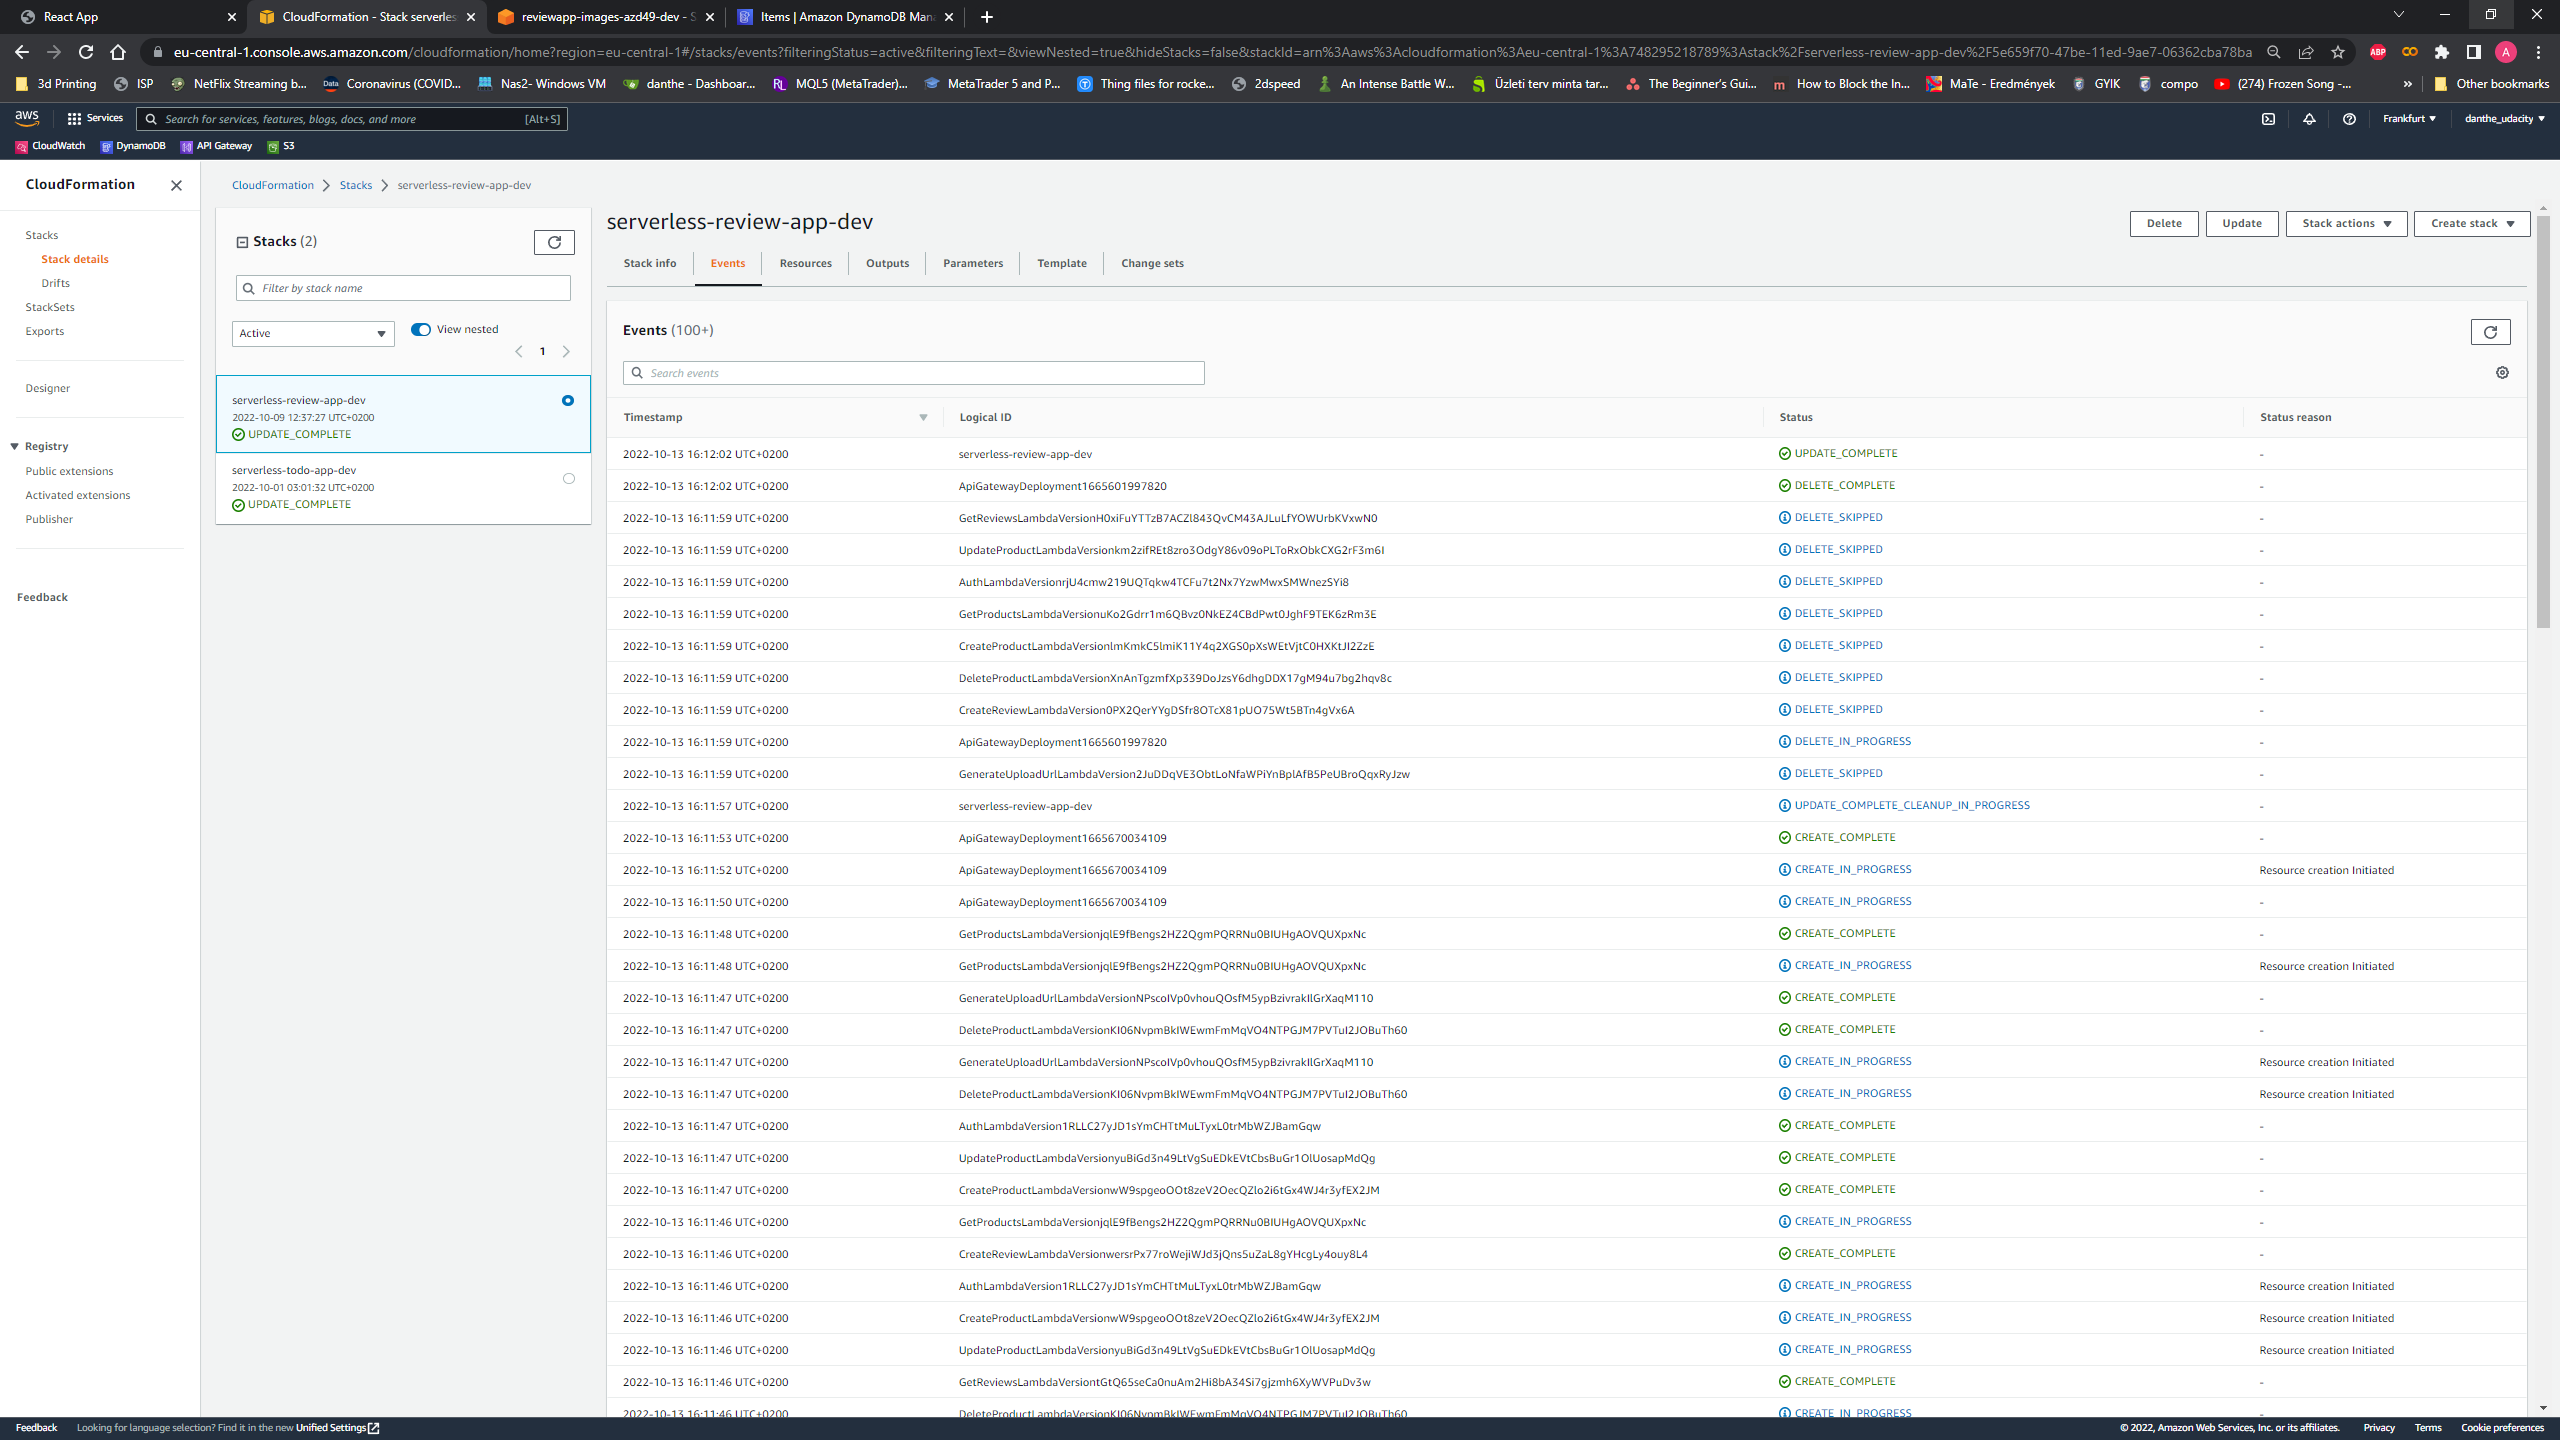 React App
CloudFormation - Stack serverles
reviewapp-images-azd49-dev - S
Items | Amazon DynamoDB Man
eu-central-1.console.aws.amazon.com/cloudformation/home?region=eu-central-1#/stacks/events?filteringStatus=active&filteringText=&viewNested=true&hideStacks=false&stackId=arn%3Aaws%3Acloudformation%3Aeu-central-1%3A748295218789%3Astack%2Fserverless-review-app-dev%2F5e659f70-47be-11ed-9ae7-06362cba78ba
3d Printing ISP NetFlix Streaming b... Coronavirus (COVID... Nas2- Windows VM danthe - Dashboar... MQL5 (MetaTrader)... MetaTrader 5 and P... Thing files for rocke... 2dspeed An Intense Battle W... Üzleti terv minta tar... The Beginner's Gui... How to Block the In... MaTe - Eredmények GYIK compo (274) Frozen Song -... » Other bookmarks
aws Services Search for services, features, blogs, docs, and more [Alt+S] Frankfurt danthe_udacity
CloudWatch DynamoDB API Gateway S3
CloudFormation
Stacks
Stack details
Drifts
StackSets
Exports
Designer
Registry
Public extensions
Activated extensions
Publisher
Feedback
CloudFormation Stacks serverless-review-app-dev
Stacks (2)
Filter by stack name
Active View nested
1
serverless-review-app-dev
2022-10-09 12:37:27 UTC+0200
UPDATE_COMPLETE
serverless-todo-app-dev
2022-10-01 03:01:32 UTC+0200
UPDATE_COMPLETE
serverless-review-app-dev
Delete Update Stack actions Create stack
Stack info Events Resources Outputs Parameters Template Change sets
Events (100+)
Search events
Timestamp Logical ID Status Status reason
2022-10-13 16:12:02 UTC+0200 serverless-review-app-dev UPDATE_COMPLETE -
2022-10-13 16:12:02 UTC+0200 ApiGatewayDeployment1665601997820 DELETE_COMPLETE -
2022-10-13 16:11:59 UTC+0200 GetReviewsLambdaVersionH0xiFuYTTzB7ACZl843QvCM43AJLuLfYOWUrbKVxwN0 DELETE_SKIPPED -
2022-10-13 16:11:59 UTC+0200 UpdateProductLambdaVersionkm2zifREt8zro3OdgY86v09oPLToRxObkCXG2rF3m6I DELETE_SKIPPED -
2022-10-13 16:11:59 UTC+0200 AuthLambdaVersionrjU4cmw219UQTqkw4TCFu7t2Nx7YzwMwxSMWnezSYi8 DELETE_SKIPPED -
2022-10-13 16:11:59 UTC+0200 GetProductsLambdaVersionuKo2Gdrr1m6QBvz0NkEZ4CBdPwt0JghF9TEK6zRm3E DELETE_SKIPPED -
2022-10-13 16:11:59 UTC+0200 CreateProductLambdaVersionlmKmkC5lmiK11Y4q2XGS0pXsWEtVjtC0HXKtJI2ZzE DELETE_SKIPPED -
2022-10-13 16:11:59 UTC+0200 DeleteProductLambdaVersionXnAnTgzmfXp339DoJzsY6dhgDDX17gM94u7bg2hqv8c DELETE_SKIPPED -
2022-10-13 16:11:59 UTC+0200 CreateReviewLambdaVersion0PX2QerYYgDSfr8OTcX81pUO75Wt5BTn4gVx6A DELETE_SKIPPED -
2022-10-13 16:11:59 UTC+0200 ApiGatewayDeployment1665601997820 DELETE_IN_PROGRESS -
2022-10-13 16:11:59 UTC+0200 GenerateUploadUrlLambdaVersion2JuDDqVE3ObtLoNfaWPiYnBplAfB5PeUBroQqxRyJzw DELETE_SKIPPED -
2022-10-13 16:11:57 UTC+0200 serverless-review-app-dev UPDATE_COMPLETE_CLEANUP_IN_PROGRESS -
2022-10-13 16:11:53 UTC+0200 ApiGatewayDeployment1665670034109 CREATE_COMPLETE -
2022-10-13 16:11:52 UTC+0200 ApiGatewayDeployment1665670034109 CREATE_IN_PROGRESS Resource creation Initiated
2022-10-13 16:11:50 UTC+0200 ApiGatewayDeployment1665670034109 CREATE_IN_PROGRESS -
2022-10-13 16:11:48 UTC+0200 GetProductsLambdaVersionjqlE9fBengs2HZ2QgmPQRRNu0BIUHgAOVQUXpxNc CREATE_COMPLETE -
2022-10-13 16:11:48 UTC+0200 GetProductsLambdaVersionjqlE9fBengs2HZ2QgmPQRRNu0BIUHgAOVQUXpxNc CREATE_IN_PROGRESS Resource creation Initiated
2022-10-13 16:11:47 UTC+0200 GenerateUploadUrlLambdaVersionNPscoIVp0vhouQOsfM5ypBzivrakIlGrXaqM110 CREATE_COMPLETE -
2022-10-13 16:11:47 UTC+0200 DeleteProductLambdaVersionKI06NvpmBkIWEwmFmMqVO4NTPGJM7PVTuI2JOBuTh60 CREATE_COMPLETE -
2022-10-13 16:11:47 UTC+0200 GenerateUploadUrlLambdaVersionNPscoIVp0vhouQOsfM5ypBzivrakIlGrXaqM110 CREATE_IN_PROGRESS Resource creation Initiated
2022-10-13 16:11:47 UTC+0200 DeleteProductLambdaVersionKI06NvpmBkIWEwmFmMqVO4NTPGJM7PVTuI2JOBuTh60 CREATE_IN_PROGRESS Resource creation Initiated
2022-10-13 16:11:47 UTC+0200 AuthLambdaVersion1RLLC27yJD1sYmCHTtMuLTyxL0trMbWZJBamGqw CREATE_COMPLETE -
2022-10-13 16:11:47 UTC+0200 UpdateProductLambdaVersionyuBiGd3n49LtVgSuEDkEVtCbsBuGr1OlUosapMdQg CREATE_COMPLETE -
2022-10-13 16:11:47 UTC+0200 CreateProductLambdaVersionwW9spgeoOOt8zeV2OecQZlo2i6tGx4WJ4r3yfEX2JM CREATE_COMPLETE -
2022-10-13 16:11:46 UTC+0200 GetProductsLambdaVersionjqlE9fBengs2HZ2QgmPQRRNu0BIUHgAOVQUXpxNc CREATE_IN_PROGRESS -
2022-10-13 16:11:46 UTC+0200 CreateReviewLambdaVersionwersrPx77roWejiWJd3jQns5uZaL8gYHcgLy4ouy8L4 CREATE_COMPLETE -
2022-10-13 16:11:46 UTC+0200 AuthLambdaVersion1RLLC27yJD1sYmCHTtMuLTyxL0trMbWZJBamGqw CREATE_IN_PROGRESS Resource creation Initiated
2022-10-13 16:11:46 UTC+0200 CreateProductLambdaVersionwW9spgeoOOt8zeV2OecQZlo2i6tGx4WJ4r3yfEX2JM CREATE_IN_PROGRESS Resource creation Initiated
2022-10-13 16:11:46 UTC+0200 UpdateProductLambdaVersionyuBiGd3n49LtVgSuEDkEVtCbsBuGr1OlUosapMdQg CREATE_IN_PROGRESS Resource creation Initiated
2022-10-13 16:11:46 UTC+0200 GetReviewsLambdaVersiontGtQ65seCa0nuAm2Hi8bA34Si7gjzmh6XyWVPuDv3w CREATE_COMPLETE -
2022-10-13 16:11:46 UTC+0200 DeleteProductLambdaVersionKI06NvpmBkIWEwmFmMqVO4NTPGJM7PVTuI2JOBuTh60 CREATE_IN_PROGRESS
Feedback Looking for language selection? Find it in the new Unified Settings © 2022, Amazon Web Services, Inc. or its affiliates. Privacy Terms Cookie preferences